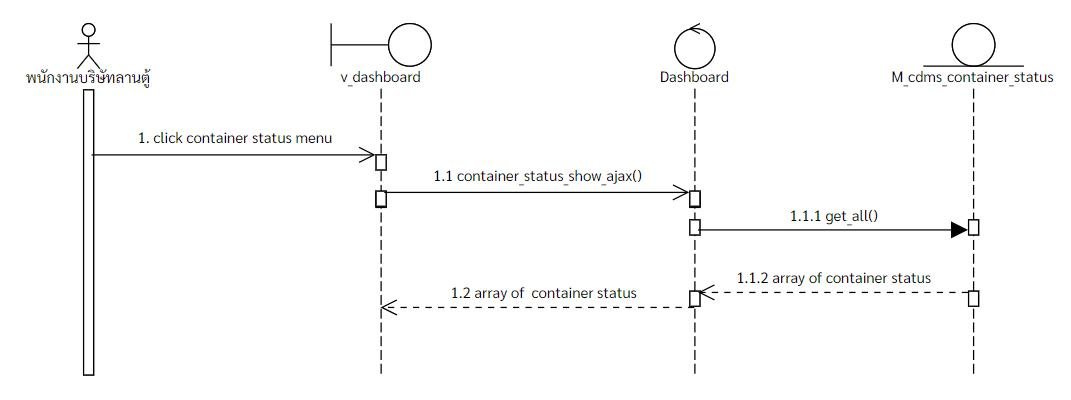 พนักงานบริษัทลานตู้
v_dashboard
Dashboard
M_cdms_container_status
1. click container status menu
1.1 container_status_show_ajax()
1.1.1 get_all()
1.1.2 array of container status
1.2 array of  container status